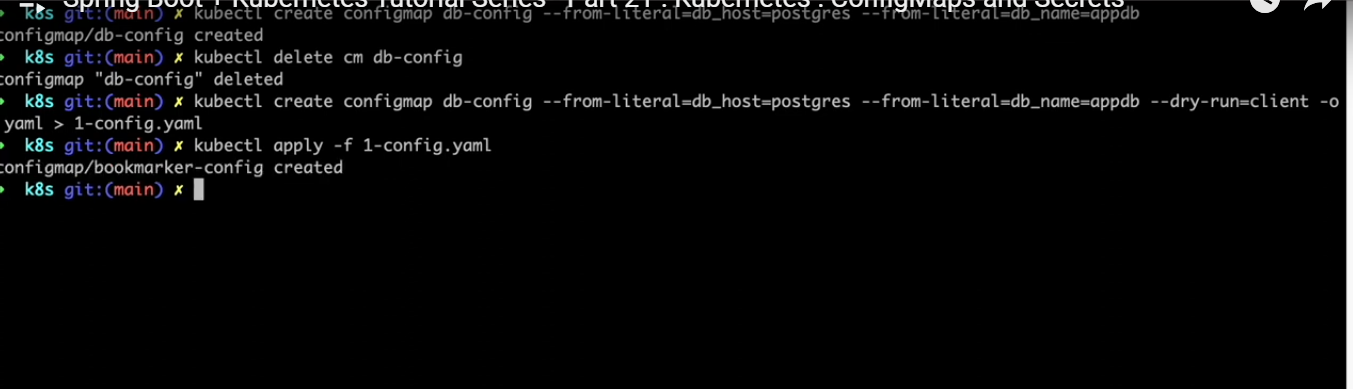 Spring Boot + Kubernetes Tutorial Series - Part 21 : Kubernetes : ConfigMaps and Secrets
k8s git:(main) ✗ kubectl create configmap db-config --from-literal=db_host=postgres --from-literal=db_name=appdb
configmap/db-config created
k8s git:(main) ✗ kubectl delete cm db-config
configmap "db-config" deleted
k8s git:(main) ✗ kubectl create configmap db-config --from-literal=db_host=postgres --from-literal=db_name=appdb --dry-run=client -o
yaml > 1-config.yaml
k8s git:(main) ✗ kubectl apply -f 1-config.yaml
configmap/bookmarker-config created
k8s git:(main) ✗